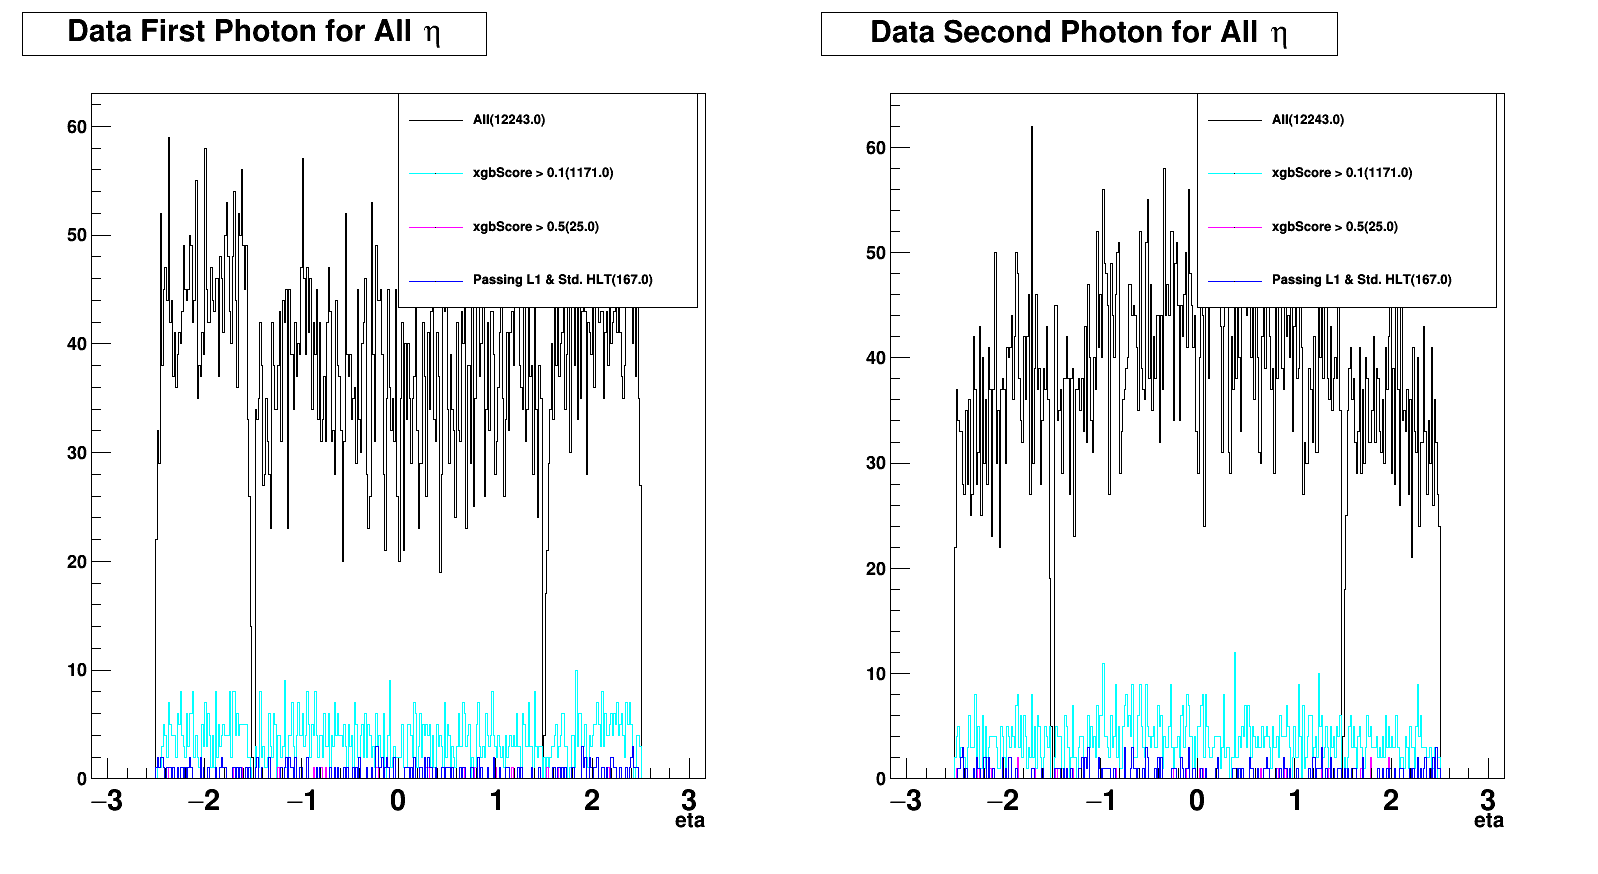 Data First Photon for All η
60
50
40
30
20
10
0
−3 −2 −1 0 1 2 3
eta
All(12243.0)
xgbScore > 0.1(1171.0)
xgbScore > 0.5(25.0)
Passing L1 & Std. HLT(167.0)
Data Second Photon for All η
60
50
40
30
20
10
0
−3 −2 −1 0 1 2 3
eta
All(12243.0)
xgbScore > 0.1(1171.0)
xgbScore > 0.5(25.0)
Passing L1 & Std. HLT(167.0)